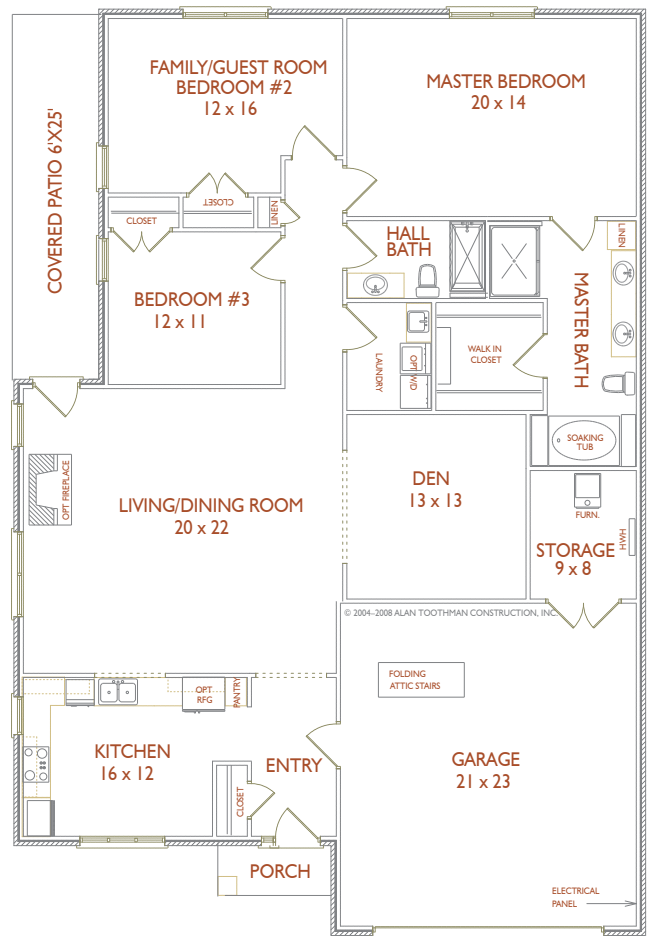 FAMILY/GUEST ROOM
BEDROOM #2
12 x 16
MASTER BEDROOM
20 x 14
COVERED PATIO 6'X25'
CLOSET
CLOSET
LINEN
HALL
BATH
LINEN
BEDROOM #3
12 x 11
MASTER BATH
WALK IN
CLOSET
LAUNDRY
OPT
W/D
SOAKING
TUB
OPT FIREPLACE
LIVING/DINING ROOM
20 x 22
DEN
13 x 13
FURN.
HWH
STORAGE
9 x 8
© 2004–2008 ALAN TOOTHMAN CONSTRUCTION, INC.
FOLDING
ATTIC STAIRS
OPT
RFG
PANTRY
KITCHEN
16 x 12
ENTRY
CLOSET
GARAGE
21 x 23
PORCH
ELECTRICAL
PANEL